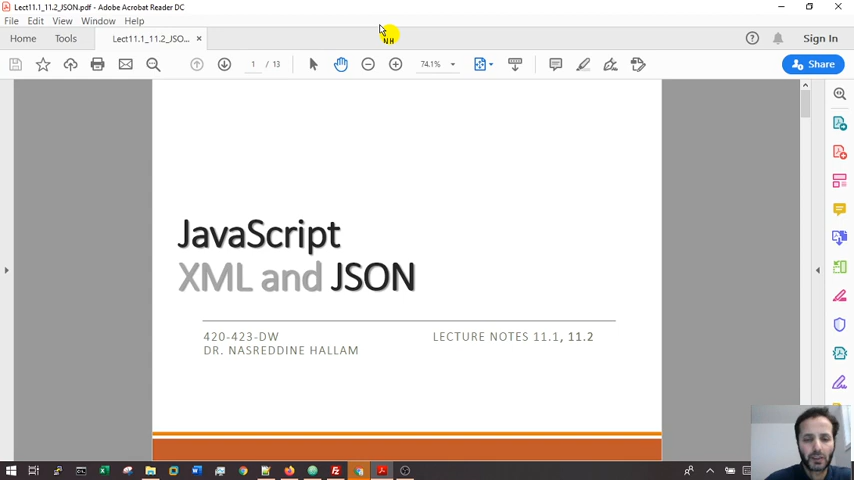 Lect11.1_11.2_JSON.pdf - Adobe Acrobat Reader DC
File Edit View Window Help
Home Tools Lect11.1_11.2_JSO... × Sign In
NH
1 / 13 74.1% Share
JavaScript
XML and JSON
420-423-DW LECTURE NOTES 11.1, 11.2
DR. NASREDDINE HALLAM